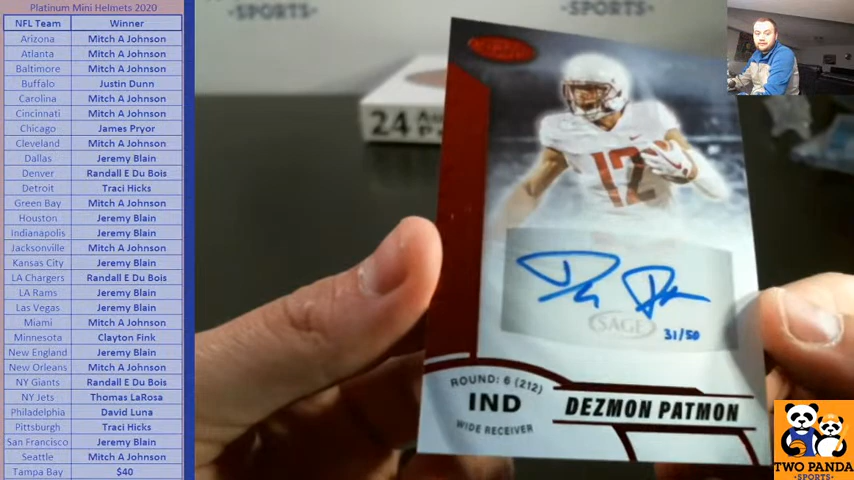 Platinum Mini Helmets 2020
NFL Team Winner
Arizona Mitch A Johnson
Atlanta Mitch A Johnson
Baltimore Mitch A Johnson
Buffalo Justin Dunn
Carolina Mitch A Johnson
Cincinnati Mitch A Johnson
Chicago James Pryor
Cleveland Mitch A Johnson
Dallas Jeremy Blain
Denver Randall E Du Bois
Detroit Traci Hicks
Green Bay Mitch A Johnson
Houston Jeremy Blain
Indianapolis Jeremy Blain
Jacksonville Mitch A Johnson
Kansas City Jeremy Blain
LA Chargers Randall E Du Bois
LA Rams Jeremy Blain
Las Vegas Jeremy Blain
Miami Mitch A Johnson
Minnesota Clayton Fink
New England Jeremy Blain
New Orleans Mitch A Johnson
NY Giants Randall E Du Bois
NY Jets Thomas LaRosa
Philadelphia David Luna
Pittsburgh Traci Hicks
San Francisco Jeremy Blain
Seattle Mitch A Johnson
Tampa Bay $40
·SPORTS·
·SPORTS·
24
12
SAGE
31/50
ROUND: 6 (212)
IND
WIDE RECEIVER
DEZMON PATMON
TWO PANDA
·SPORTS·